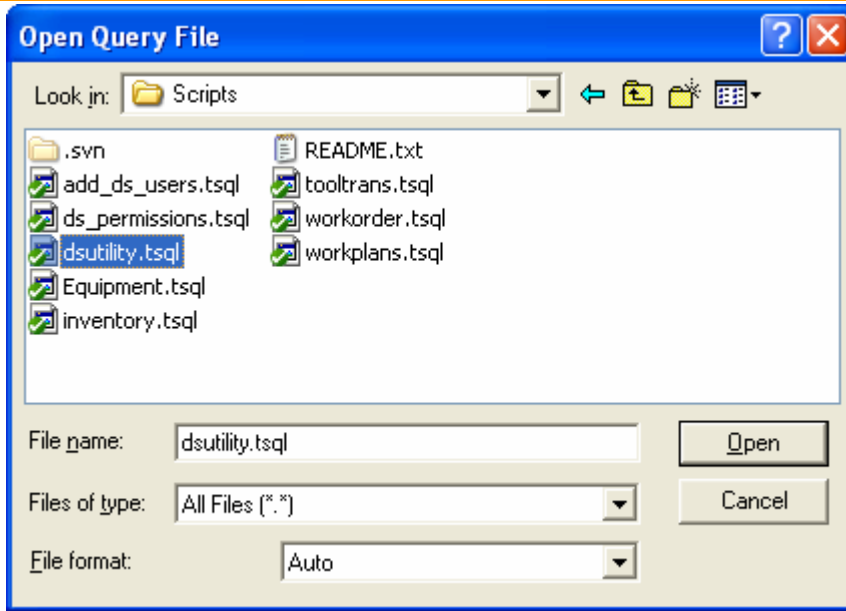 Open Query File
Look in: Scripts
.svn
add_ds_users.tsql
ds_permissions.tsql
dsutility.tsql
Equipment.tsql
inventory.tsql
README.txt
tooltrans.tsql
workorder.tsql
workplans.tsql
File name: dsutility.tsql
Open
Files of type: All Files (*.*)
Cancel
File format: Auto